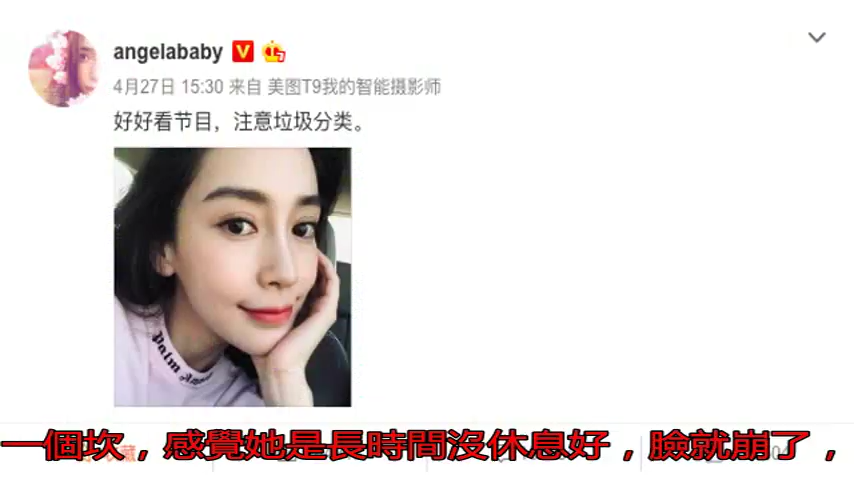 angelababy
4月27日 15:30 来自 美图T9我的智能摄影师
好好看节目，注意垃圾分类。
Palm
一個坎，感覺她是長時間沒休息好，臉就崩了，